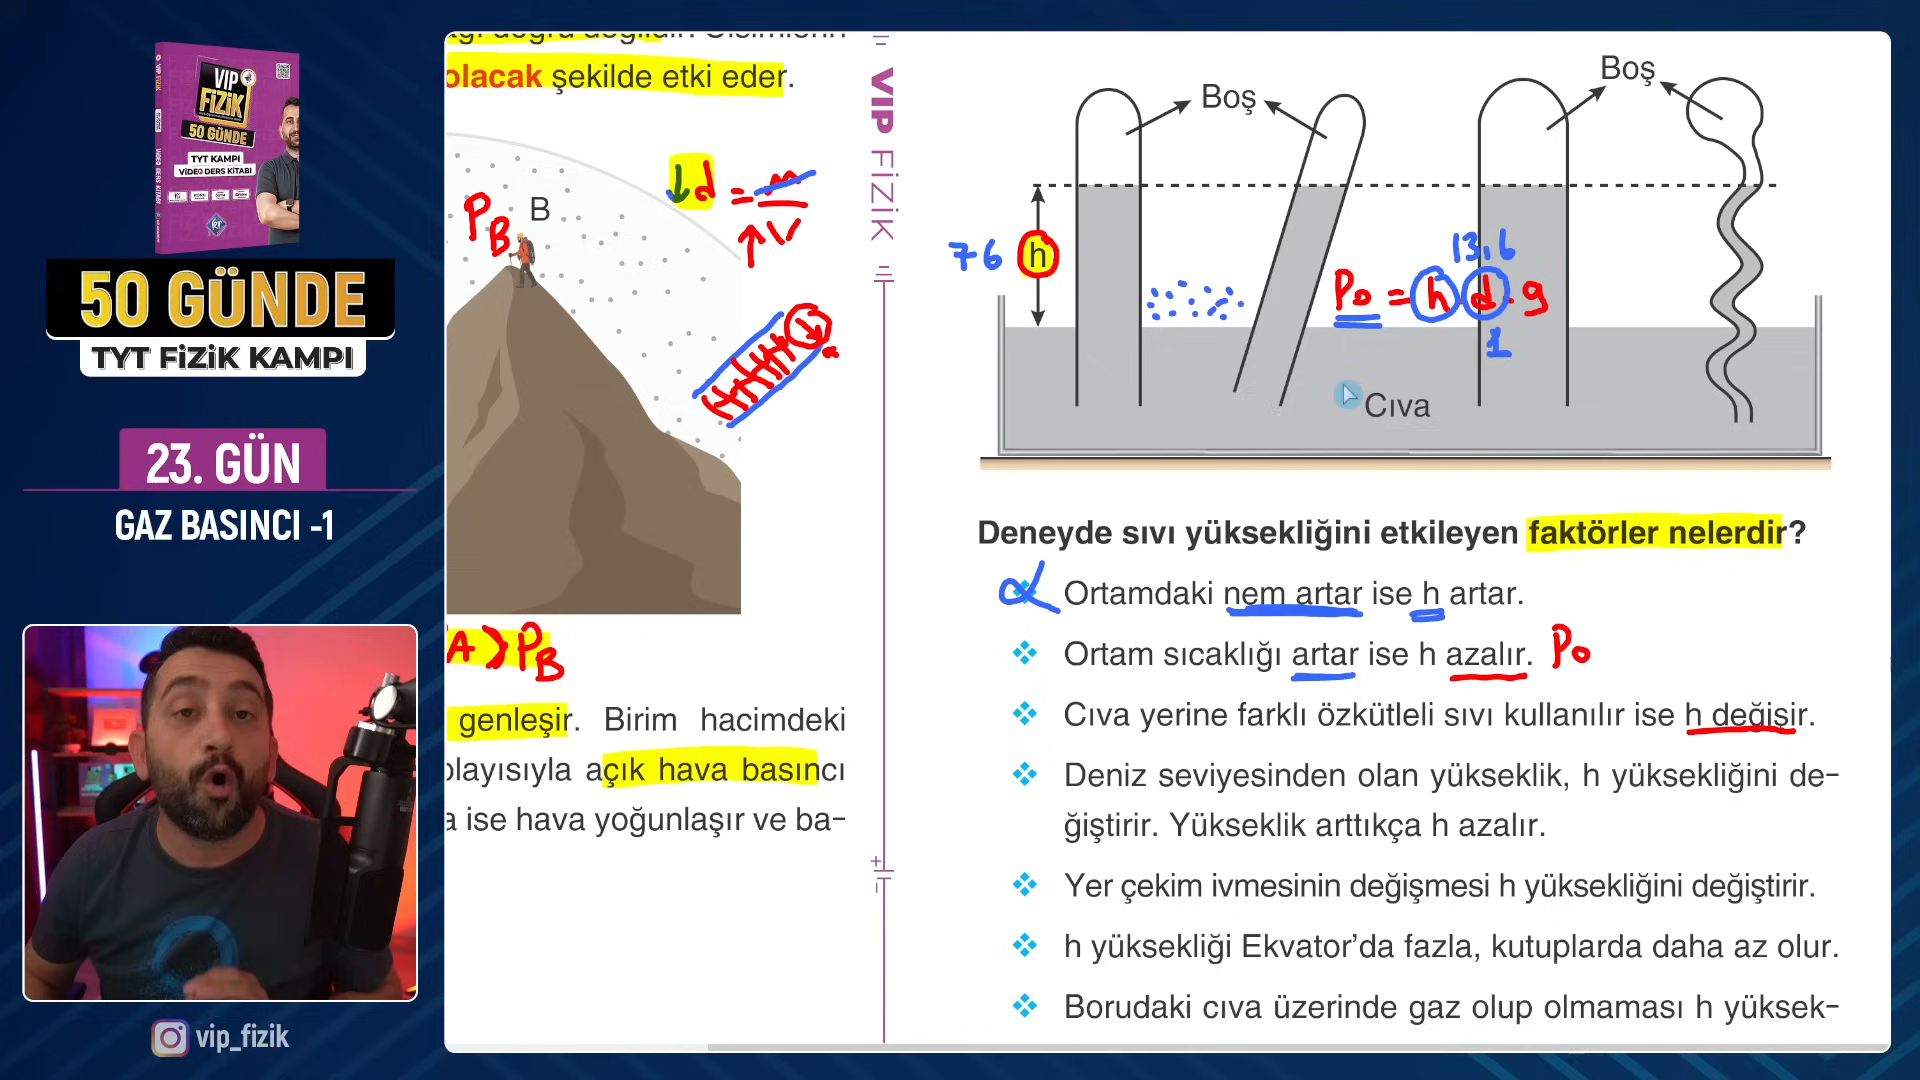 VIP
FİZİK
50 GÜNDE
TYT KAMPI
VİDEO DERS KİTABI
50 GÜNDE
TYT FİZİK KAMPI
23. GÜN
GAZ BASINCI -1
vip_fizik
olacak şekilde etki eder.
P_B
B
↓d = m
↑V
A > P_B
genleşir. Birim hacimdeki
açık hava basıncı
ise hava yoğunlaşır ve ba-
VIP FİZİK
Boş
Boş
76 h
13,6
P₀ = h.d.g
1
Cıva
Deneyde sıvı yüksekliğini etkileyen faktörler nelerdir?
Ortamdaki nem artar ise h artar.
Ortam sıcaklığı artar ise h azalır. P₀
Cıva yerine farklı özkütleli sıvı kullanılır ise h değişir.
Deniz seviyesinden olan yükseklik, h yüksekliğini de-
ğiştirir. Yükseklik arttıkça h azalır.
Yer çekim ivmesinin değişmesi h yüksekliğini değiştirir.
h yüksekliği Ekvator’da fazla, kutuplarda daha az olur.
Borudaki cıva üzerinde gaz olup olmaması h yüksek-